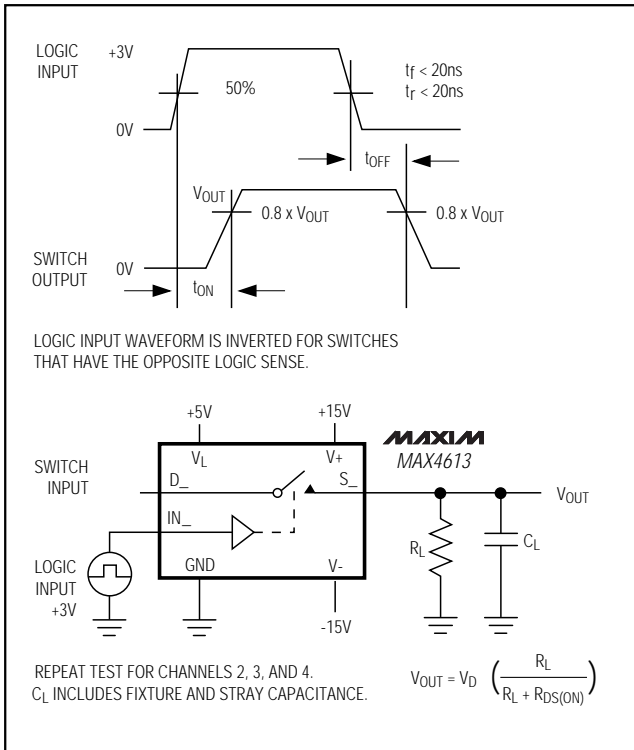 LOGIC INPUT
+3V
0V
50%
tf < 20ns
tr < 20ns
tOFF
VOUT
0.8 x VOUT
0.8 x VOUT
SWITCH OUTPUT
0V
tON
LOGIC INPUT WAVEFORM IS INVERTED FOR SWITCHES
THAT HAVE THE OPPOSITE LOGIC SENSE.
+5V
+15V
MAXIM
MAX4613
VL
V+
SWITCH INPUT
D_
S_
VOUT
IN_
RL
CL
LOGIC INPUT
+3V
GND
V-
-15V
REPEAT TEST FOR CHANNELS 2, 3, AND 4.
CL INCLUDES FIXTURE AND STRAY CAPACITANCE.
VOUT = VD ( RL / RL + RDS(ON) )